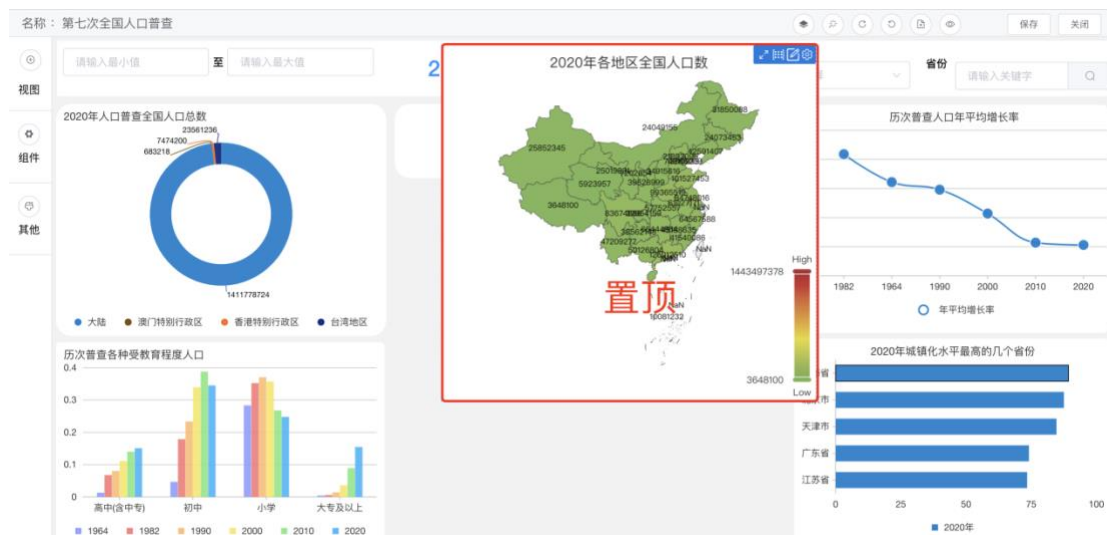 名称： 第七次全国人口普查
保存
关闭
视图
组件
其他
请输入最小值
至
请输入最大值
2
省份
请输入关键字
2020年人口普查全国人口总数
23561236
7474200
683218
1411778724
大陆
澳门特别行政区
香港特别行政区
台湾地区
2020年各地区全国人口数
31850088
24049155
24073453
25852345
5923957
3648100
101527453
47209277
50126804
NaN
NaN
NaN
10081232
置顶
High
1443497378
3648100
Low
历次普查人口年平均增长率
1982
1964
1990
2000
2010
2020
年平均增长率
历次普查各种受教育程度人口
0.4
0.3
0.2
0.1
0
高中(含中专)
初中
小学
大专及以上
1964
1982
1990
2000
2010
2020
2020年城镇化水平最高的几个省份
省
市
天津市
广东省
江苏省
0
25
50
75
100
2020年